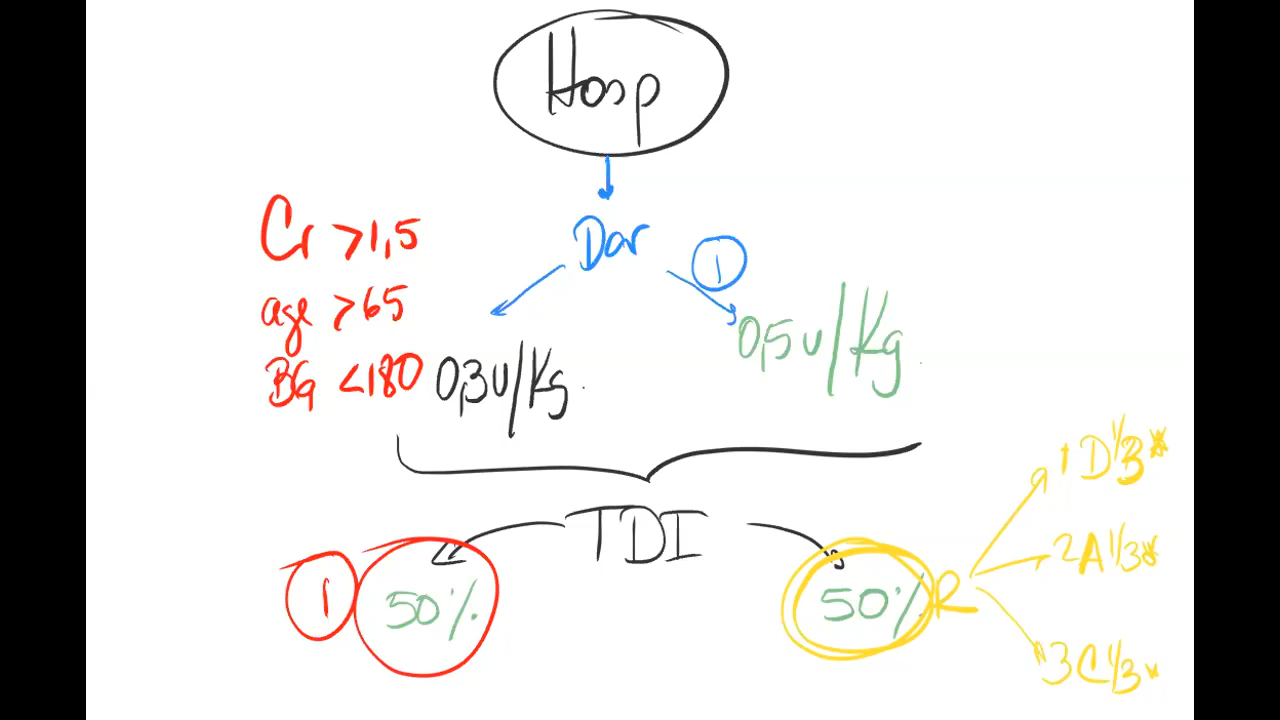 Hosp
Dar
1
Cr >1,5
age >65
BG <180
0,3u/Kg
0,5u/Kg
TDI
1
50%
50%
R
1 D 1/3*
2 A 1/3*
3 C 1/3*